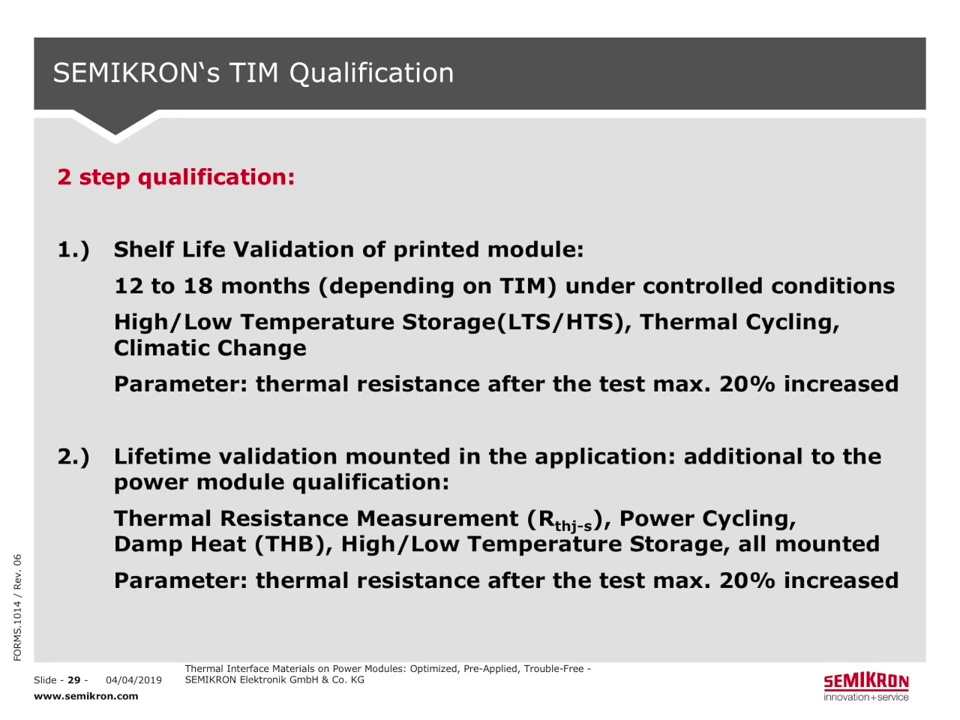 SEMIKRON‘s TIM Qualification
2 step qualification:
1.) Shelf Life Validation of printed module:
12 to 18 months (depending on TIM) under controlled conditions
High/Low Temperature Storage(LTS/HTS), Thermal Cycling,
Climatic Change
Parameter: thermal resistance after the test max. 20% increased
2.) Lifetime validation mounted in the application: additional to the
power module qualification:
Thermal Resistance Measurement (Rthj-s), Power Cycling,
Damp Heat (THB), High/Low Temperature Storage, all mounted
Parameter: thermal resistance after the test max. 20% increased
FORMS.1014 / Rev. 06
Slide - 29 - 04/04/2019
Thermal Interface Materials on Power Modules: Optimized, Pre-Applied, Trouble-Free -
SEMIKRON Elektronik GmbH & Co. KG
www.semikron.com
SEMIKRON
innovation+service